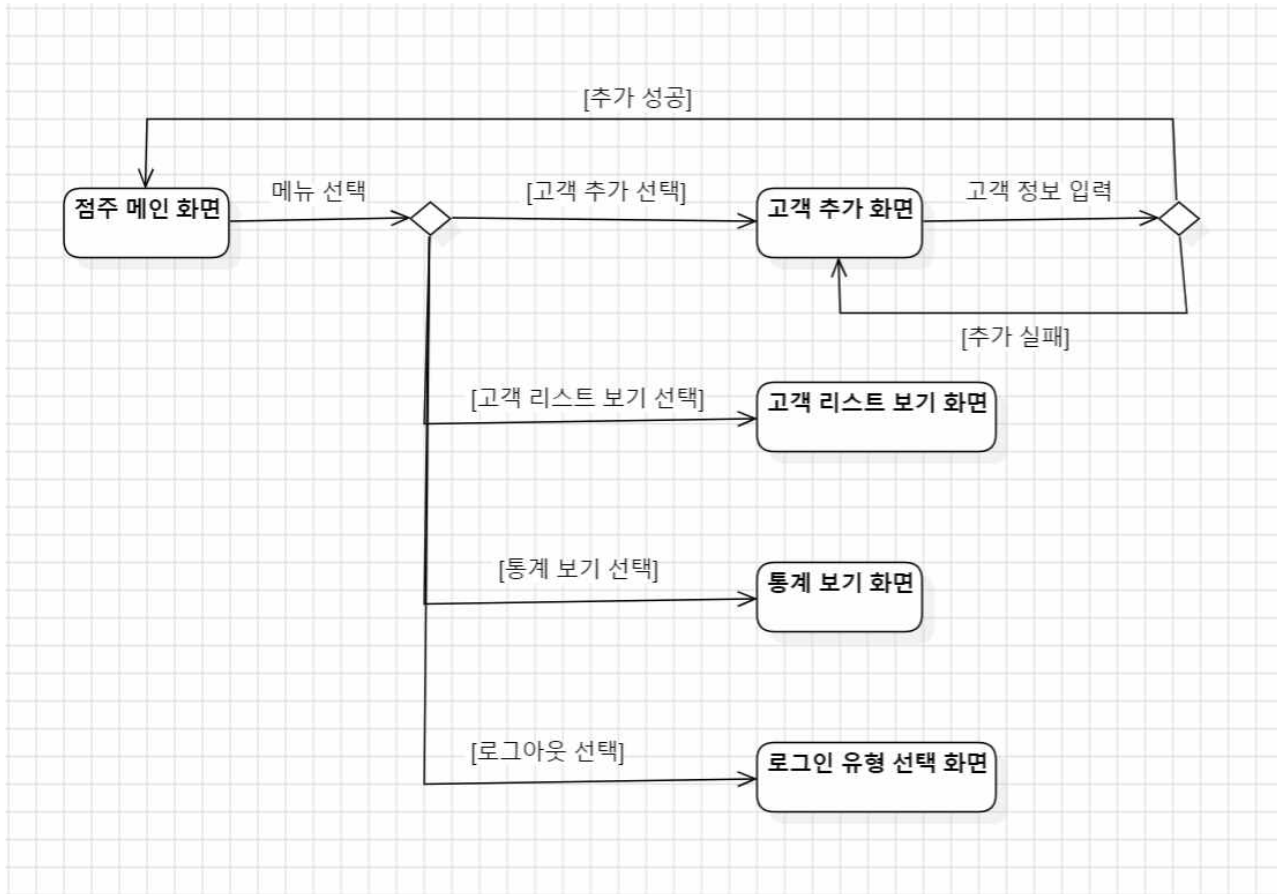 [추가 성공]
점주 메인 화면
메뉴 선택
[고객 추가 선택]
고객 추가 화면
고객 정보 입력
[추가 실패]
[고객 리스트 보기 선택]
고객 리스트 보기 화면
[통계 보기 선택]
통계 보기 화면
[로그아웃 선택]
로그인 유형 선택 화면